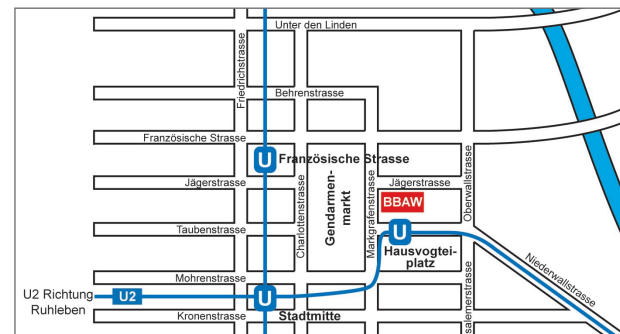 Unter den Linden
Friedrichstrasse
Behrenstrasse
Französische Strasse
U Französische Strasse
Jägerstrasse
Jägerstrasse
Charlottenstrasse
Gendarmen-
markt
Markgrafenstrasse
Oberwallstrasse
BBAW
Taubenstrasse
U
Hausvogtei-
platz
Niederwallstrasse
Mohrenstrasse
U2 Richtung
Ruhleben
U2
U
Stadtmitte
Kronenstrasse
salemerstrasse